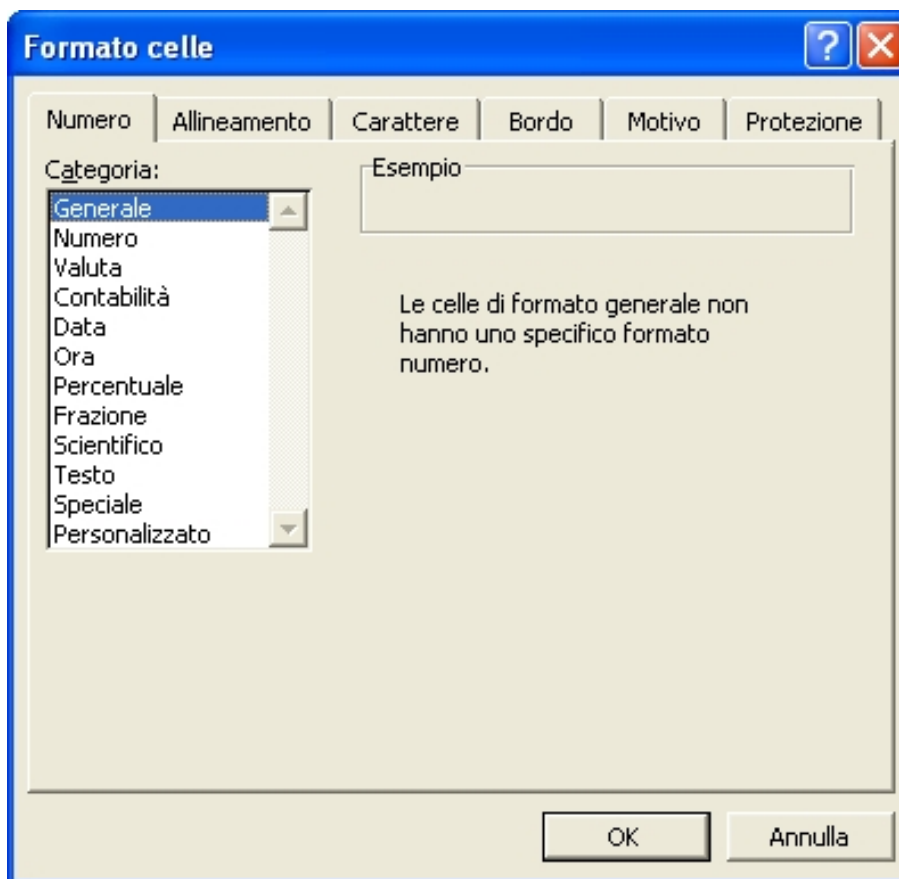 Formato celle
Numero Allineamento Carattere Bordo Motivo Protezione
Categoria:
Generale
Numero
Valuta
Contabilità
Data
Ora
Percentuale
Frazione
Scientifico
Testo
Speciale
Personalizzato
Esempio
Le celle di formato generale non
hanno uno specifico formato
numero.
OK Annulla